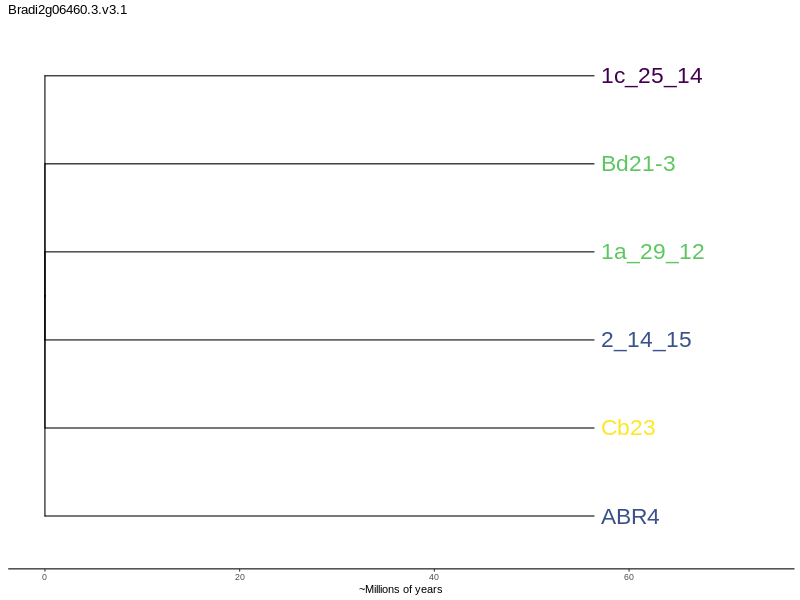 Bradi2g06460.3.v3.1
1c_25_14
Bd21-3
1a_29_12
2_14_15
Cb23
ABR4
0 20 40 60
~Millions of years